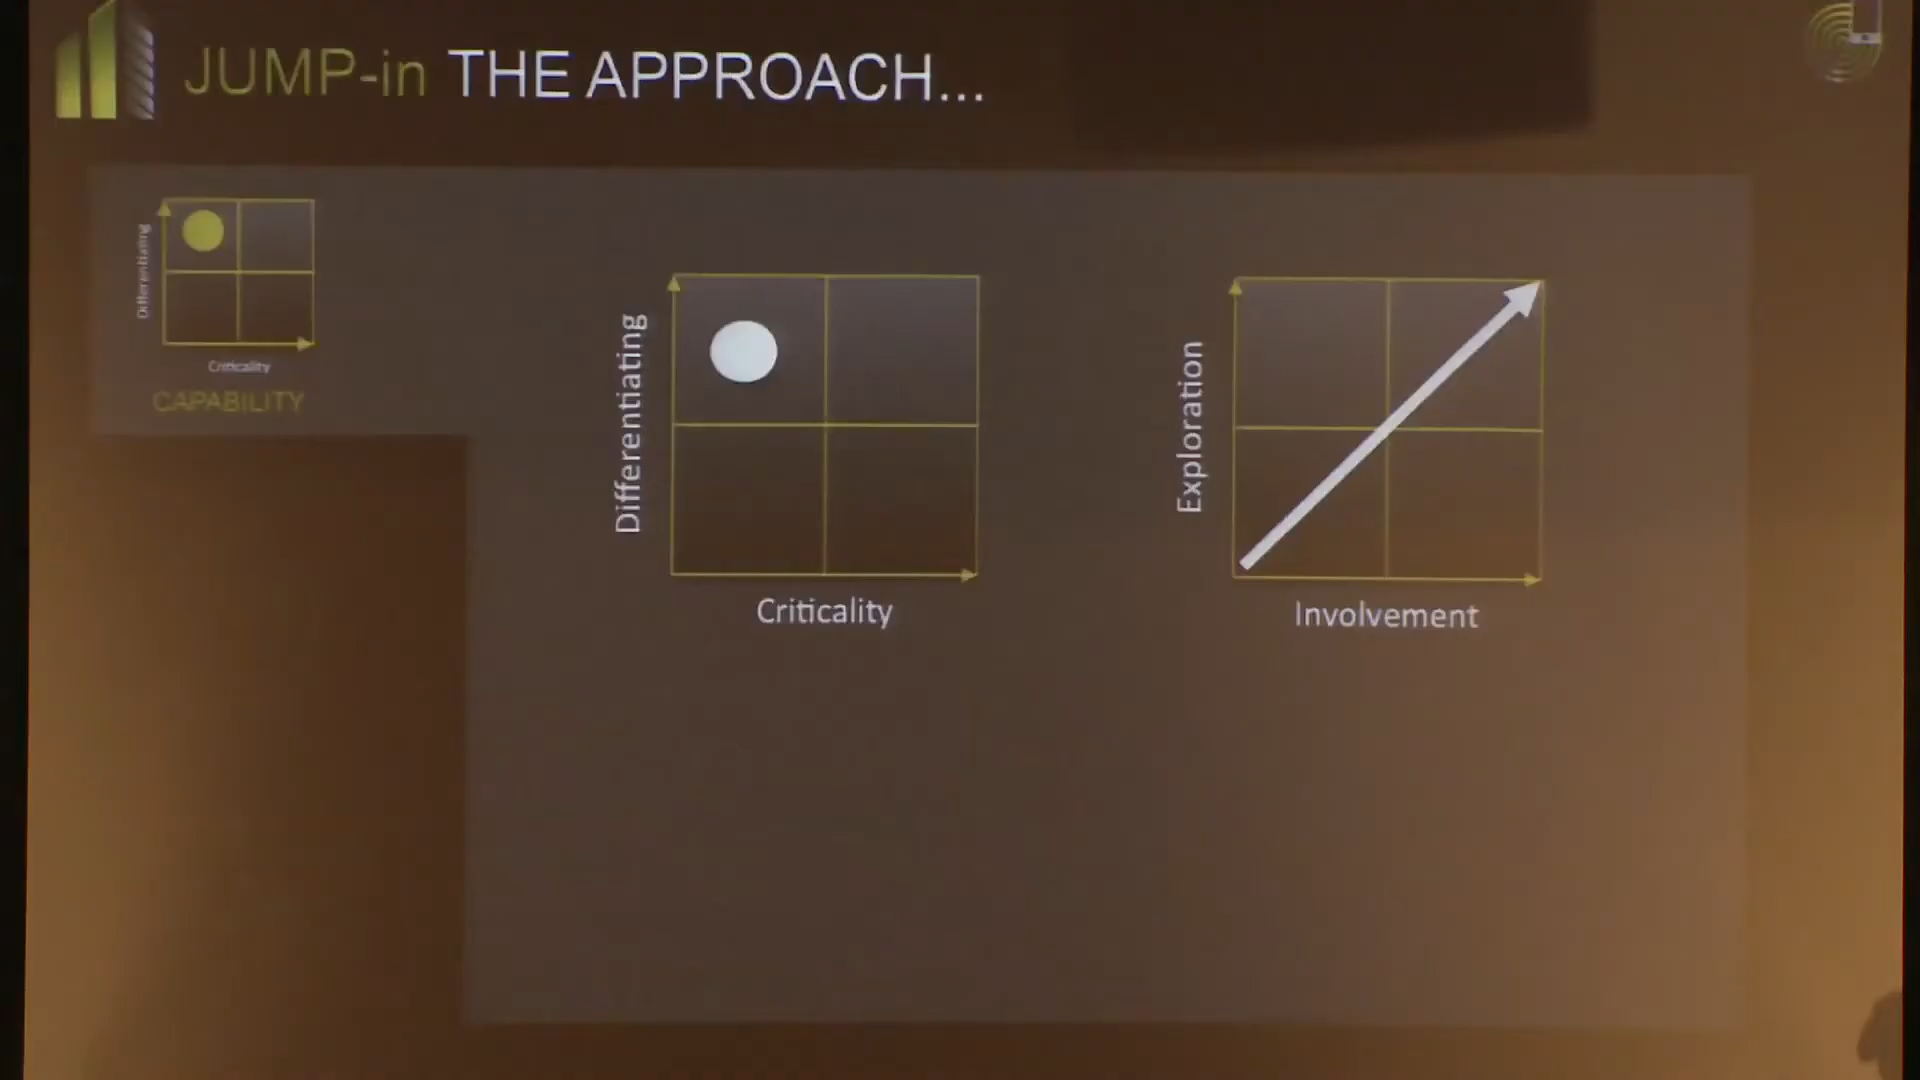 JUMP-in THE APPROACH...
Differentiating
Criticality
CAPABILITY
Differentiating
Criticality
Exploration
Involvement